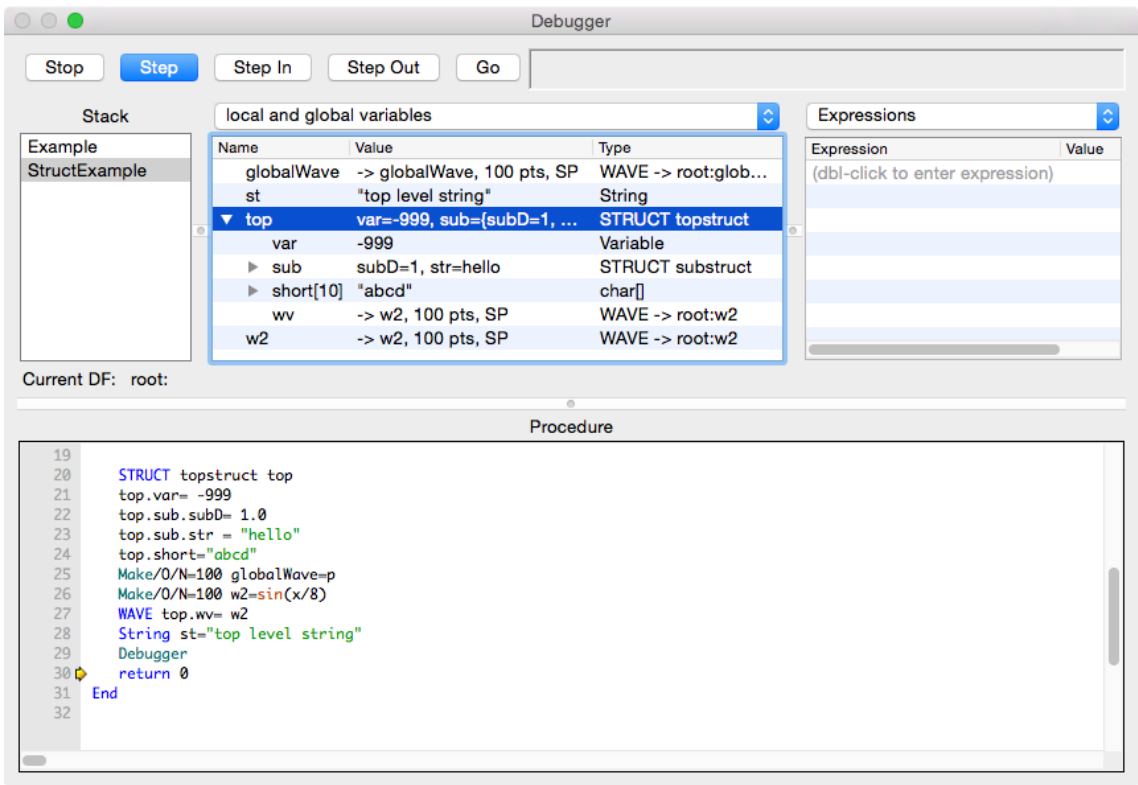 Debugger
Stop Step Step In Step Out Go
Stack local and global variables Expressions
Example Name Value Type Expression Value
StructExample globalWave -> globalWave, 100 pts, SP WAVE -> root:glob... (dbl-click to enter expression)
st "top level string" String
top var=-999, sub={subD=1, ... STRUCT topstruct
var -999 Variable
sub subD=1, str=hello STRUCT substruct
short[10] "abcd" char[]
wv -> w2, 100 pts, SP WAVE -> root:w2
w2 -> w2, 100 pts, SP WAVE -> root:w2
Current DF: root:
Procedure
19
20 STRUCT topstruct top
21 top.var= -999
22 top.sub.subD= 1.0
23 top.sub.str = "hello"
24 top.short="abcd"
25 Make/O/N=100 globalWave=p
26 Make/O/N=100 w2=sin(x/8)
27 WAVE top.wv= w2
28 String st="top level string"
29 Debugger
30 return 0
31 End
32